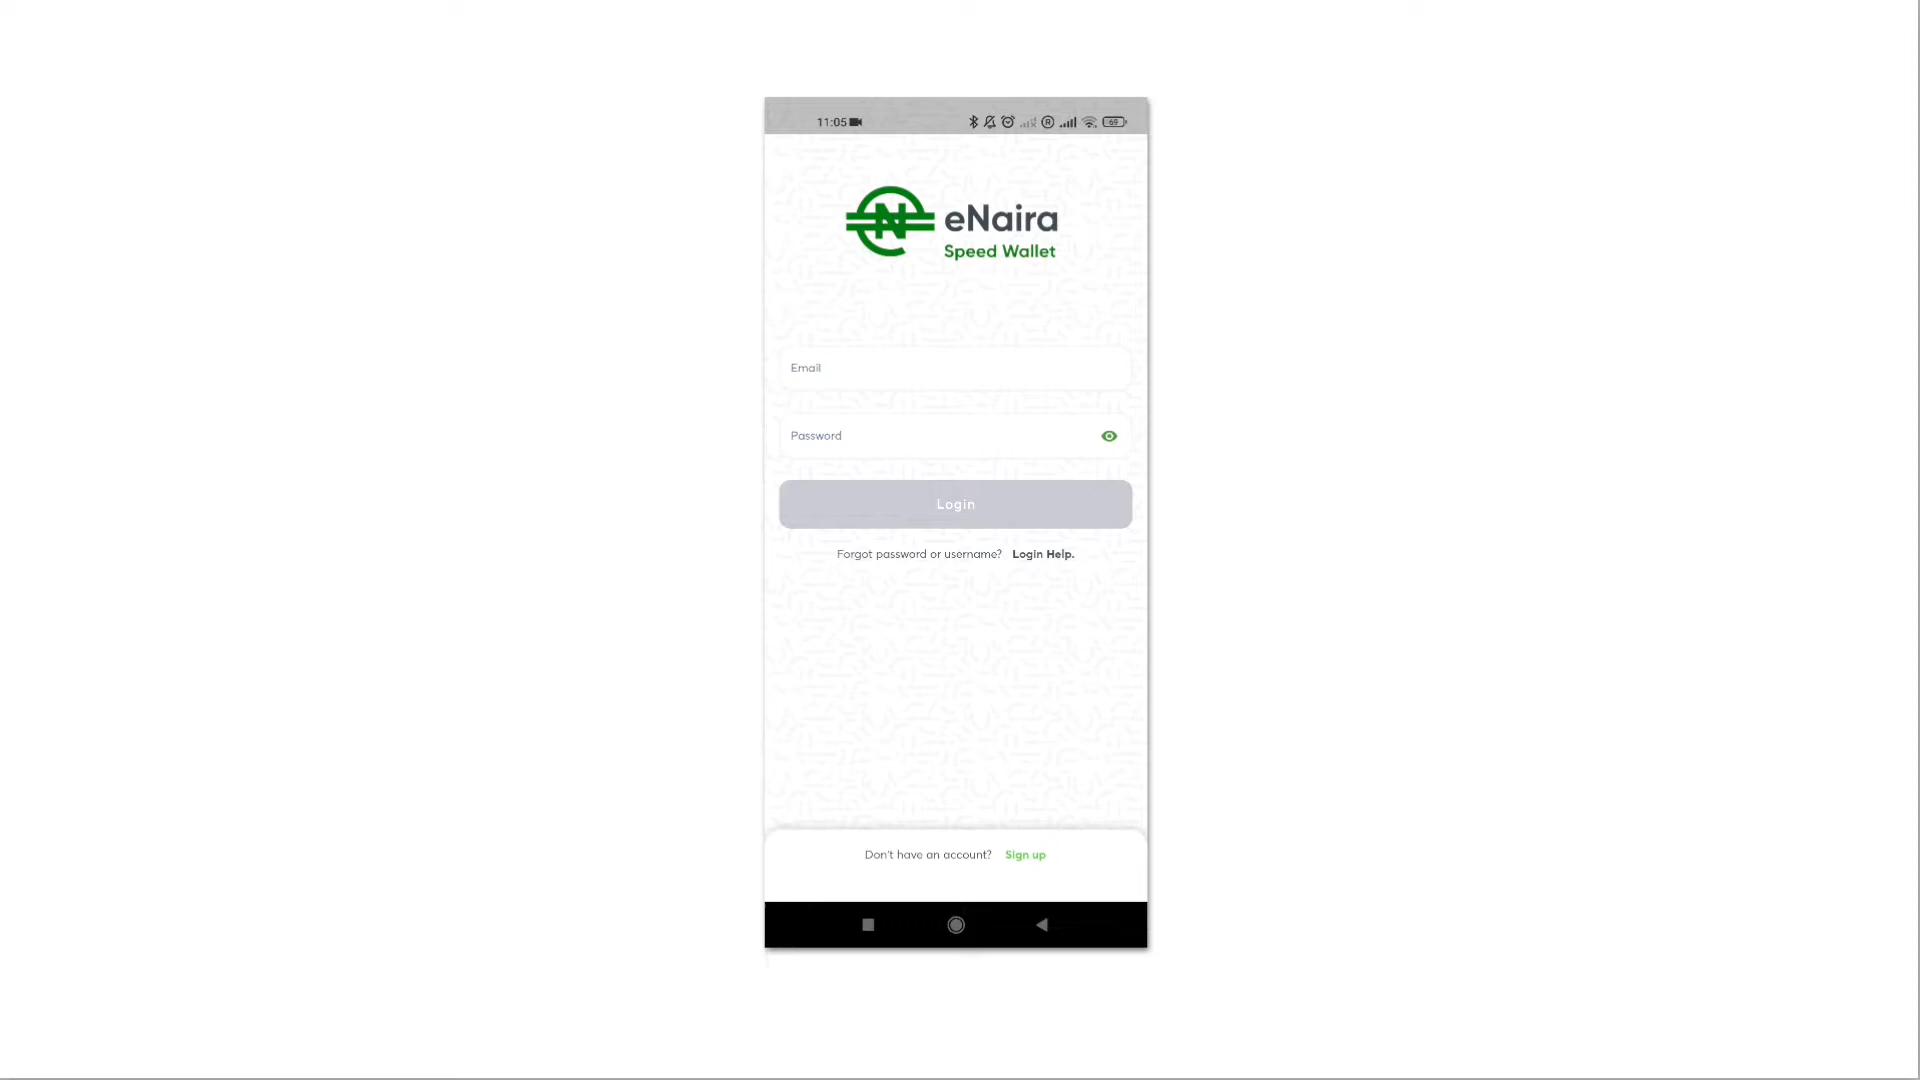 11:05
69
eNaira
Speed Wallet
Email
Password
Login
Forgot password or username? Login Help.
Don't have an account? Sign up